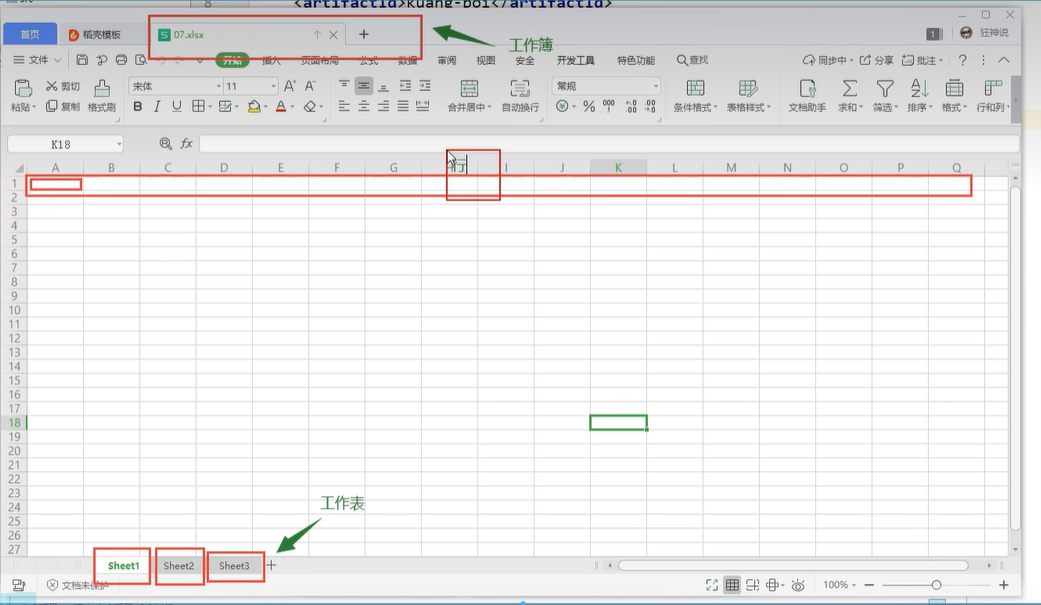 <artifactId>kuang-poi</artifactId>
8
首页 稻壳模板 S 07.xlsx 1 狂神说
工作簿
文件 开始 插入 页面布局 公式 数据 审阅 视图 安全 开发工具 特色功能 查找 同步中 分享 批注
剪切 宋体 11 常规
粘贴 复制 格式刷 B I U A 合并居中 自动换行 % 条件格式 表格样式 文档助手 求和 筛选 排序 格式 行和列
K18 fx
行
A B C D E F G I J K L M N O P Q
1
2
3
4
5
6
7
8
9
10
11
12
13
14
15
16
17
18
19
20
21
22
23
24
25
26
27
工作表
Sheet1 Sheet2 Sheet3 +
文档未保护 100% − +